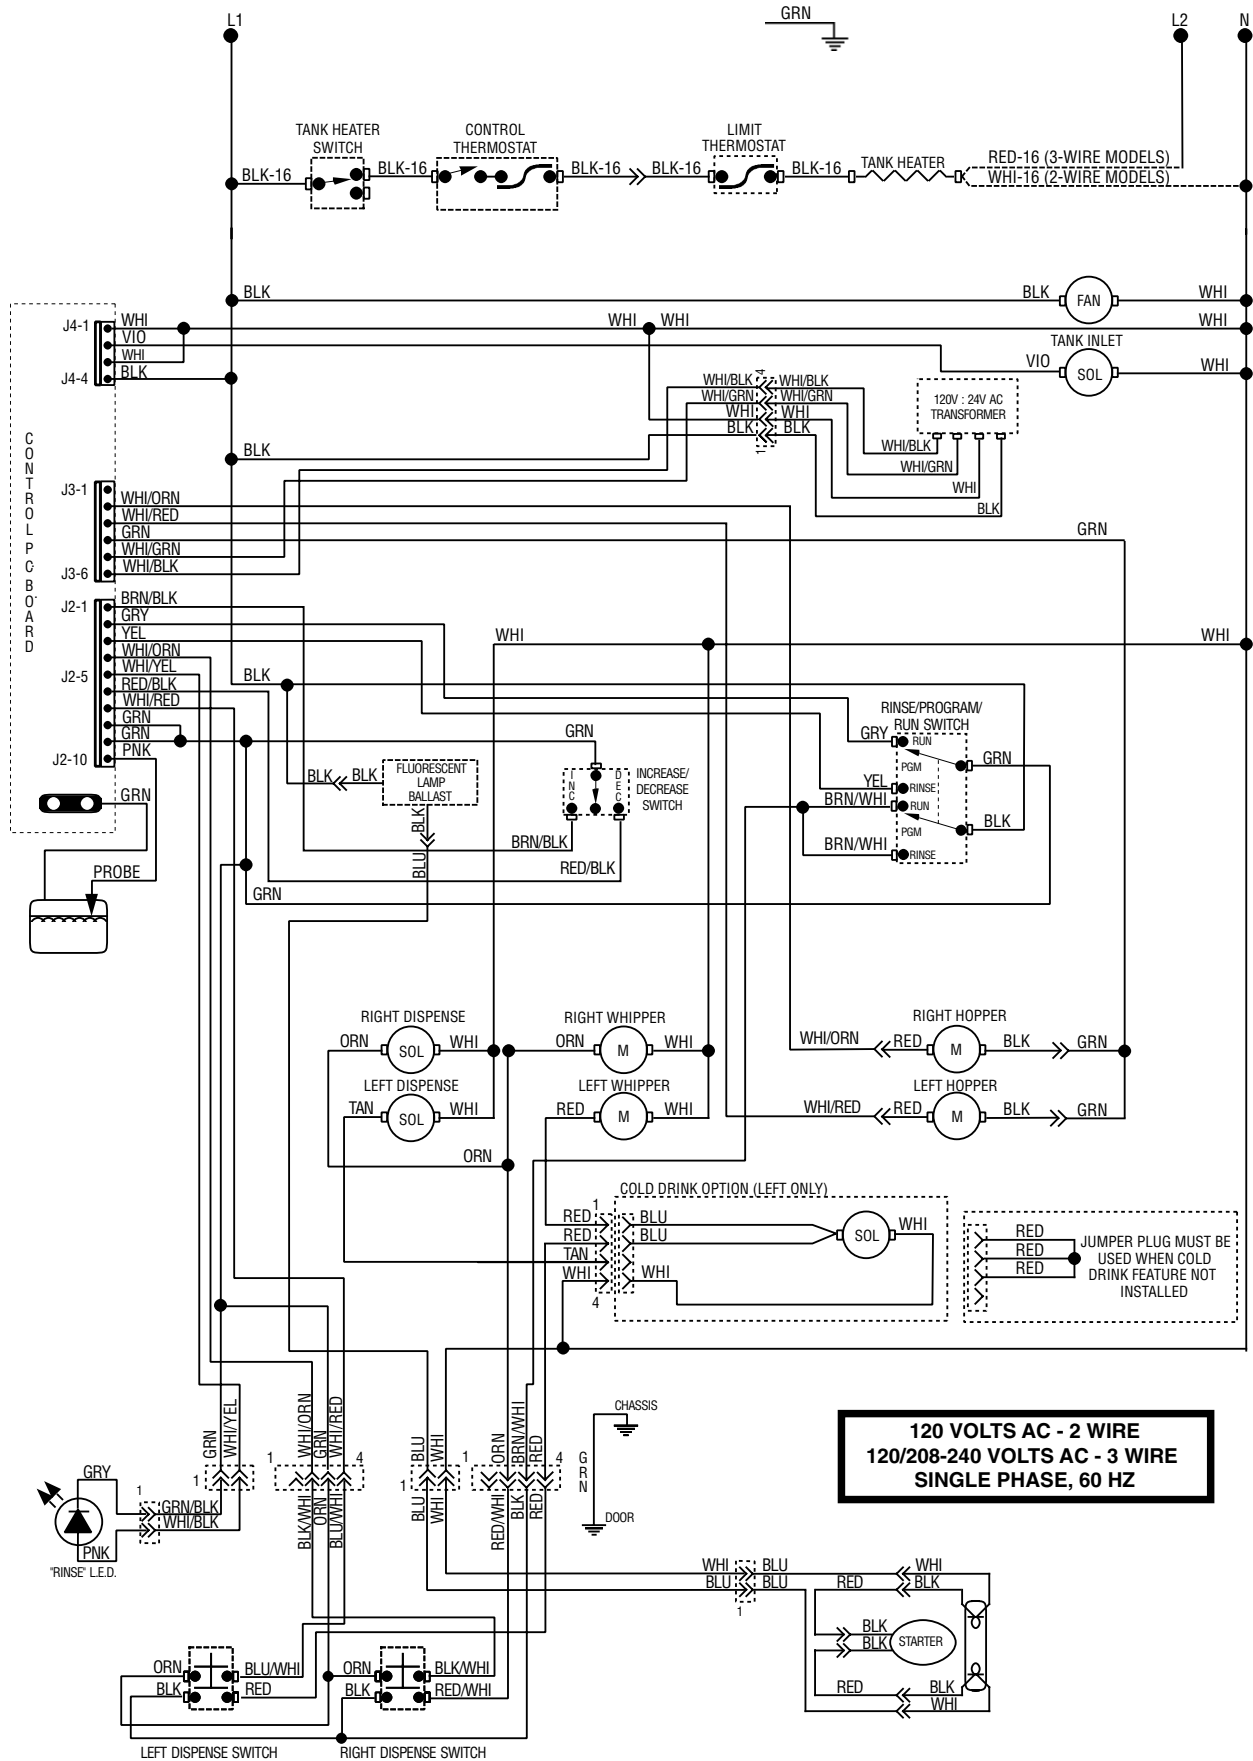 L1
GRN
L2
N
TANK HEATER
SWITCH
CONTROL
THERMOSTAT
LIMIT
THERMOSTAT
BLK-16
BLK-16
BLK-16
BLK-16
BLK-16
TANK HEATER
RED-16 (3-WIRE MODELS)
WHI-16 (2-WIRE MODELS)
BLK
BLK
FAN
WHI
J4-1
WHI
VIO
WHI
J4-4
BLK
WHI
WHI
WHI
TANK INLET
VIO
SOL
WHI
4
WHI/BLK
WHI/BLK
WHI/GRN
WHI/GRN
WHI
WHI
BLK
BLK
1
120V : 24V AC
TRANSFORMER
WHI/BLK
WHI/GRN
WHI
BLK
BLK
CONTROL PC BOARD
J3-1
WHI/ORN
WHI/RED
GRN
WHI/GRN
WHI/BLK
J3-6
GRN
J2-1
BRN/BLK
GRY
YEL
WHI/ORN
WHI/YEL
J2-5
RED/BLK
WHI/RED
GRN
GRN
PNK
J2-10
WHI
WHI
BLK
GRN
RINSE/PROGRAM/
RUN SWITCH
GRY
RUN
PGM
GRN
YEL
RINSE
BRN/WHI
RUN
PGM
BLK
BRN/WHI
RINSE
BLK
BLK
FLUORESCENT
LAMP
BALLAST
BLK
BLU
GRN
INC
DEC
INCREASE/
DECREASE
SWITCH
BRN/BLK
RED/BLK
GRN
PROBE
GRN
RIGHT DISPENSE
ORN
SOL
WHI
LEFT DISPENSE
TAN
SOL
WHI
ORN
RIGHT WHIPPER
ORN
M
WHI
LEFT WHIPPER
RED
M
WHI
RIGHT HOPPER
WHI/ORN
RED
M
BLK
GRN
LEFT HOPPER
WHI/RED
RED
M
BLK
GRN
COLD DRINK OPTION (LEFT ONLY)
1
RED
BLU
RED
BLU
TAN
WHI
WHI
4
SOL
WHI
RED
RED
RED
JUMPER PLUG MUST BE
USED WHEN COLD
DRINK FEATURE NOT
INSTALLED
GRN
WHI/YEL
WHI/ORN
GRN
WHI/RED
BLU
WHI
ORN
BRN/WHI
RED
1
1
4
1
1
4
CHASSIS
GRN
DOOR
BLK/WHI
ORN
BLU/WHI
BLU
WHI
RED/WHI
BLK
RED
120 VOLTS AC - 2 WIRE
120/208-240 VOLTS AC - 3 WIRE
SINGLE PHASE, 60 HZ
GRY
1
GRN/BLK
WHI/BLK
PNK
"RINSE" L.E.D.
WHI
BLU
BLU
BLU
1
WHI
RED
BLK
BLK
BLK
STARTER
RED
BLK
WHI
ORN
BLU/WHI
BLK
RED
LEFT DISPENSE SWITCH
ORN
BLK/WHI
BLK
RED/WHI
RIGHT DISPENSE SWITCH